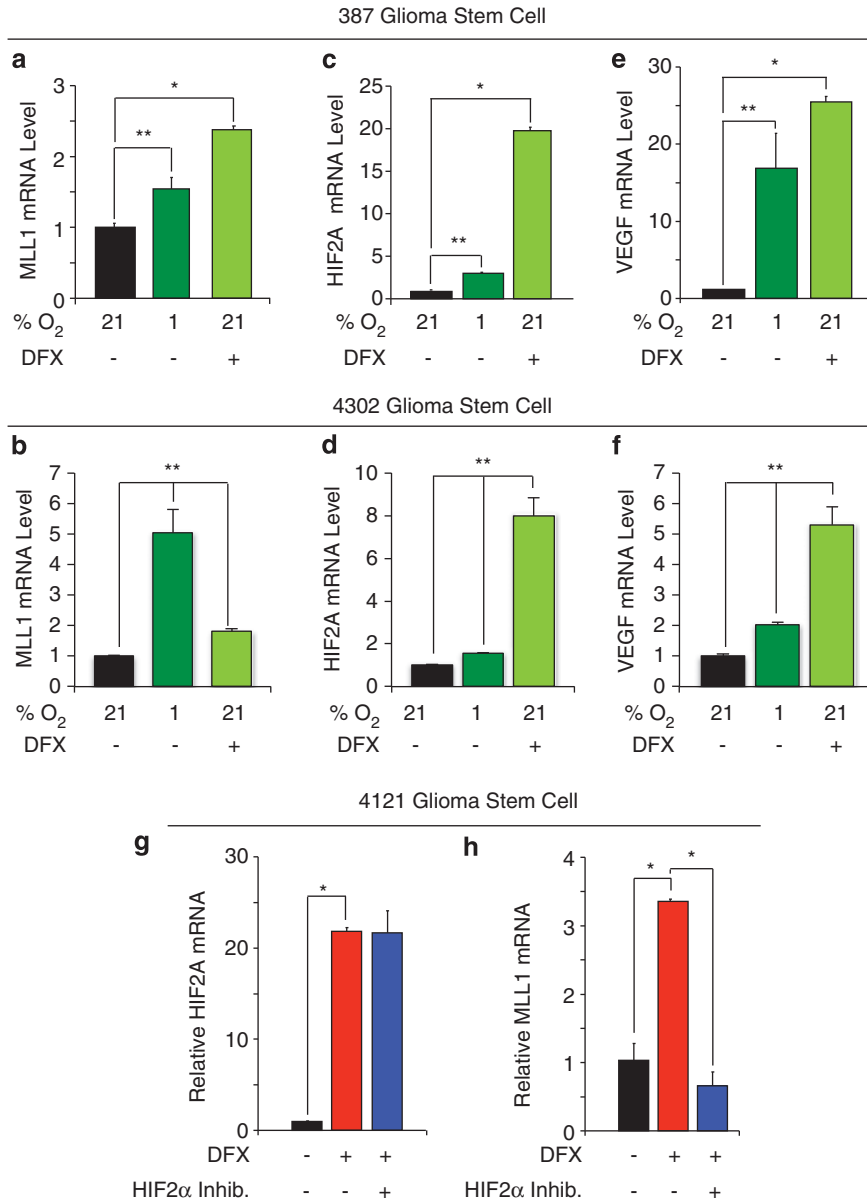 387 Glioma Stem Cell
a
MLL1 mRNA Level
3
2
1
0
*
**
% O2 21 1 21
DFX - - +
c
HIF2A mRNA Level
25
20
15
10
5
0
*
**
% O2 21 1 21
DFX - - +
e
VEGF mRNA Level
30
20
10
0
*
**
% O2 21 1 21
DFX - - +
4302 Glioma Stem Cell
b
MLL1 mRNA Level
7
6
5
4
3
2
1
0
**
% O2 21 1 21
DFX - - +
d
HIF2A mRNA Level
10
8
6
4
2
0
**
% O2 21 1 21
DFX - - +
f
VEGF mRNA Level
7
6
5
4
3
2
1
0
**
% O2 21 1 21
DFX - - +
4121 Glioma Stem Cell
g
Relative HIF2A mRNA
30
20
10
0
*
DFX - + +
HIF2α Inhib. - - +
h
Relative MLL1 mRNA
4
3
2
1
0
*
*
DFX - + +
HIF2α Inhib. - - +